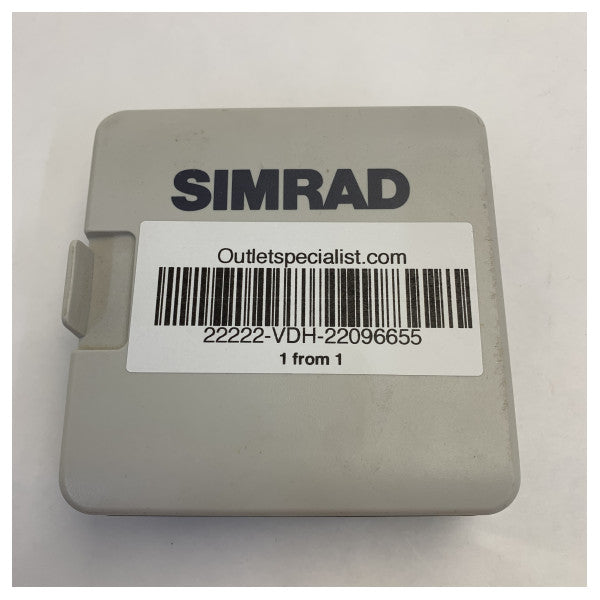 SIMRAD
Outletspecialist.com
22222-VDH-22096655
1 from 1